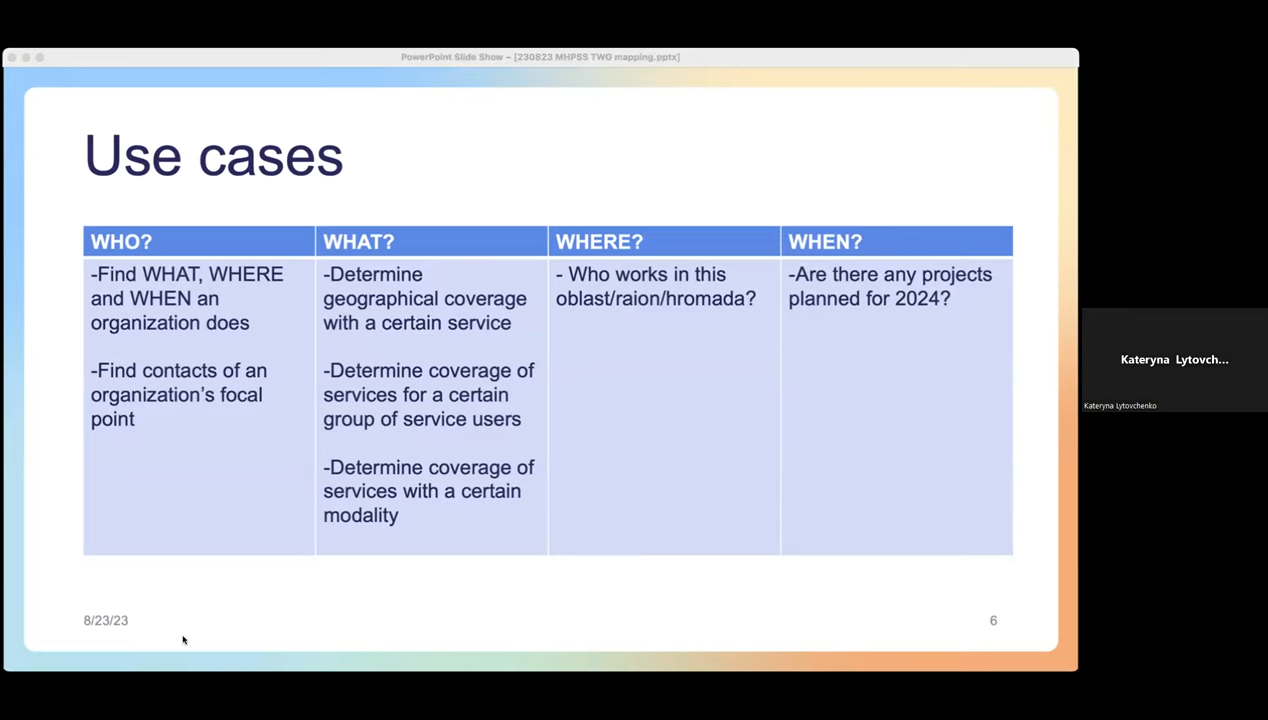 PowerPoint Slide Show – [230823 MHPSS TWG mapping.pptx]
Use cases
WHO?
-Find WHAT, WHERE
and WHEN an
organization does
-Find contacts of an
organization’s focal
point
WHAT?
-Determine
geographical coverage
with a certain service
-Determine coverage of
services for a certain
group of service users
-Determine coverage of
services with a certain
modality
WHERE?
- Who works in this
oblast/raion/hromada?
WHEN?
-Are there any projects
planned for 2024?
8/23/23
6
Kateryna Lytovch...
Kateryna Lytovchenko